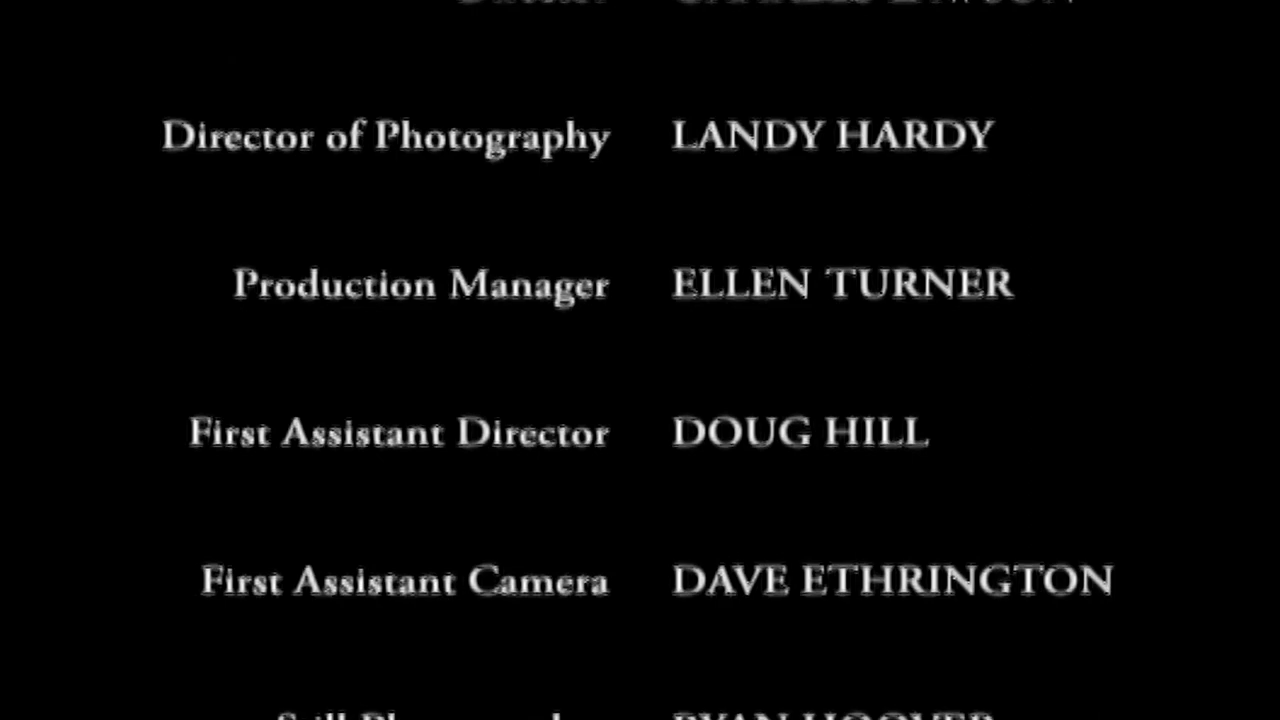 Director of Photography LANDY HARDY
Production Manager ELLEN TURNER
First Assistant Director DOUG HILL
First Assistant Camera DAVE ETHRINGTON